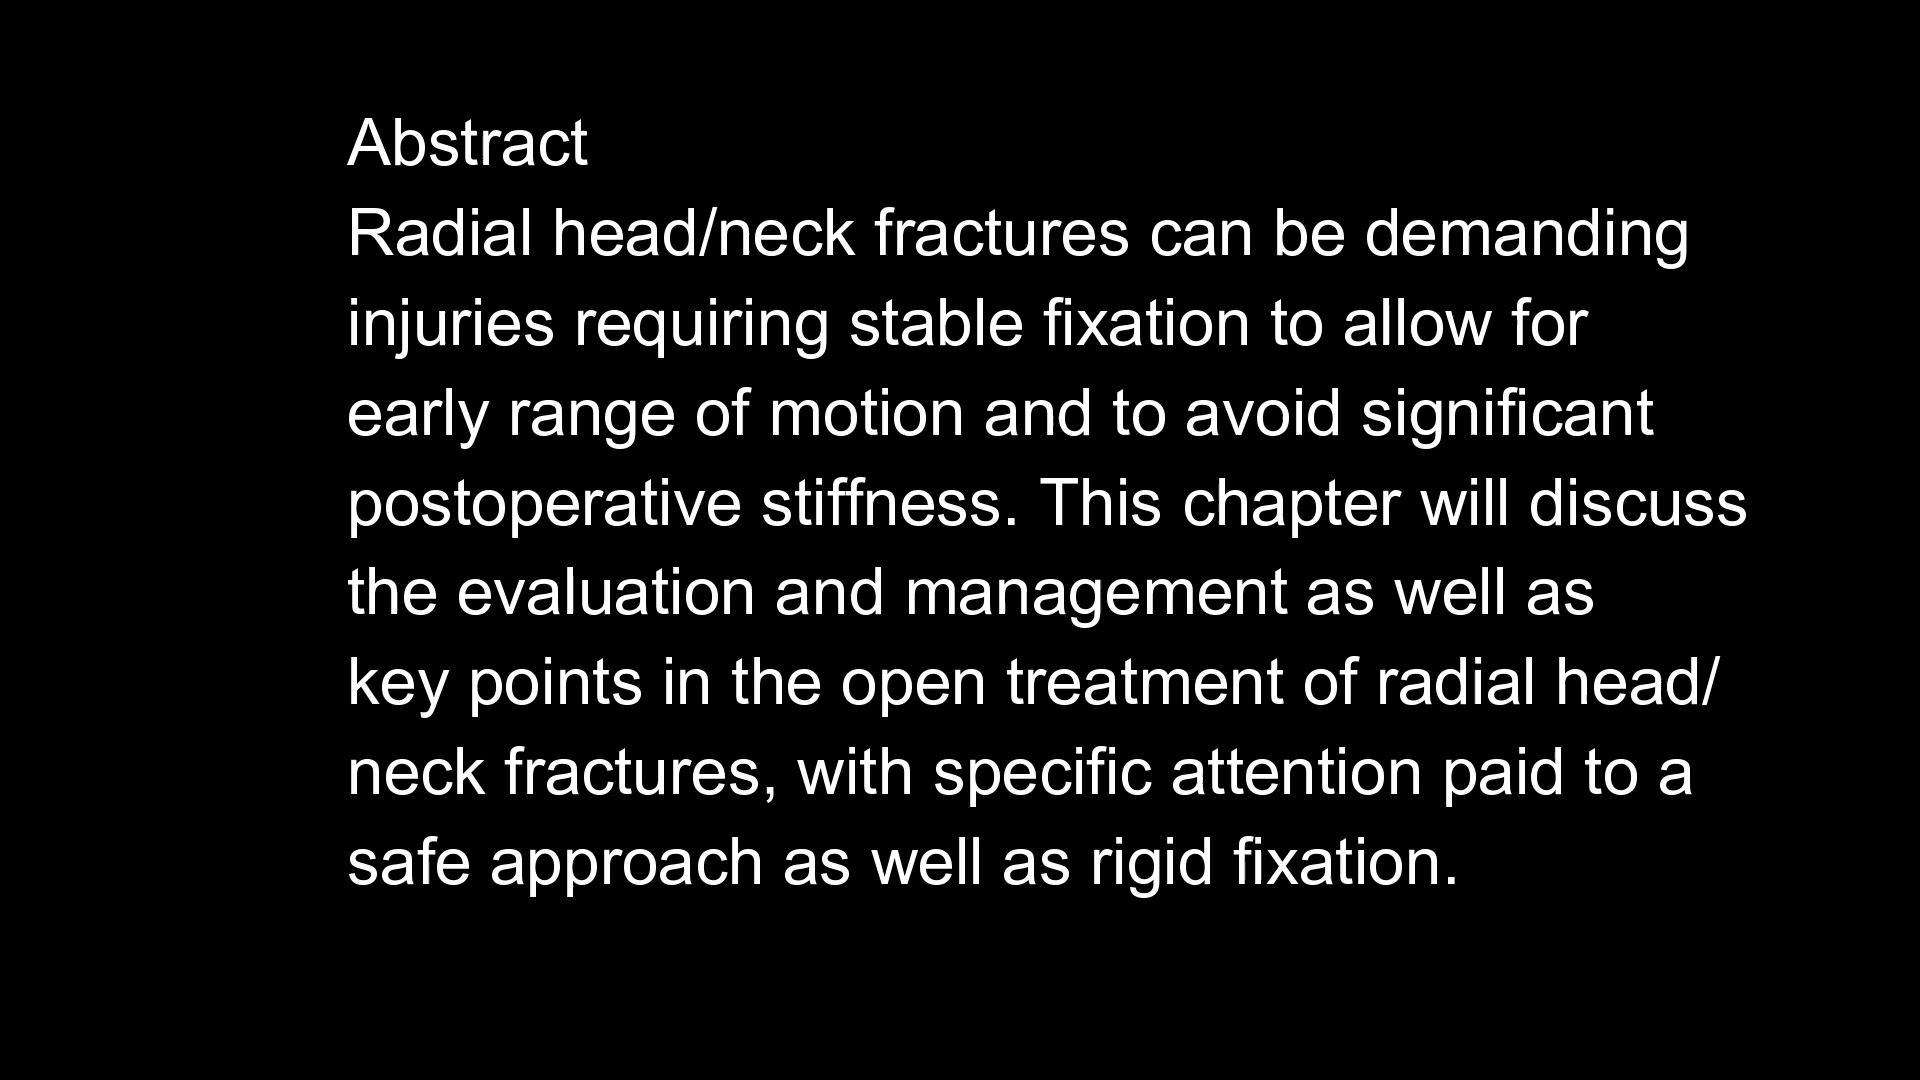 Abstract
Radial head/neck fractures can be demanding
injuries requiring stable fixation to allow for
early range of motion and to avoid significant
postoperative stiffness. This chapter will discuss
the evaluation and management as well as
key points in the open treatment of radial head/
neck fractures, with specific attention paid to a
safe approach as well as rigid fixation.